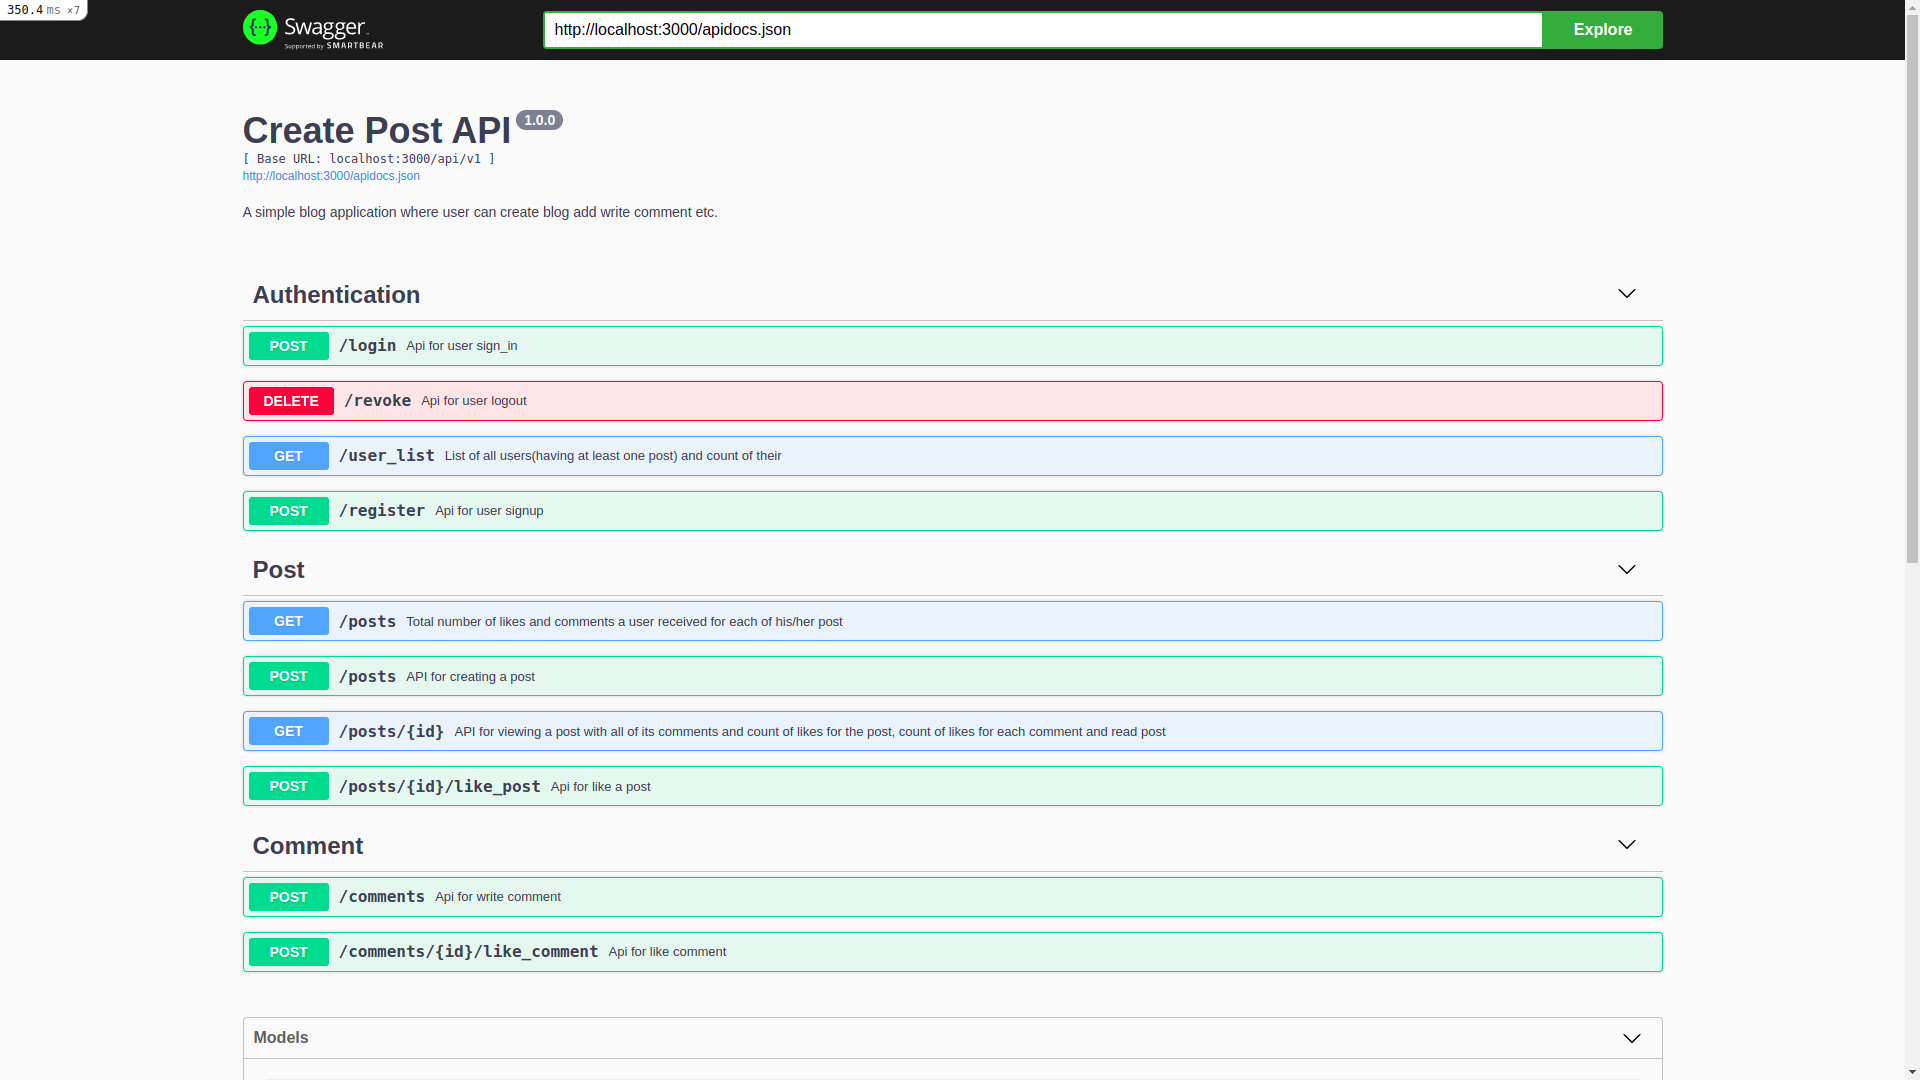 350.4 ms ×7
{···} Swagger
Supported by SMARTBEAR
http://localhost:3000/apidocs.json
Explore
Create Post API 1.0.0
[ Base URL: localhost:3000/api/v1 ]
http://localhost:3000/apidocs.json
A simple blog application where user can create blog add write comment etc.
Authentication
POST /login Api for user sign_in
DELETE /revoke Api for user logout
GET /user_list List of all users(having at least one post) and count of their
POST /register Api for user signup
Post
GET /posts Total number of likes and comments a user received for each of his/her post
POST /posts API for creating a post
GET /posts/{id} API for viewing a post with all of its comments and count of likes for the post, count of likes for each comment and read post
POST /posts/{id}/like_post Api for like a post
Comment
POST /comments Api for write comment
POST /comments/{id}/like_comment Api for like comment
Models